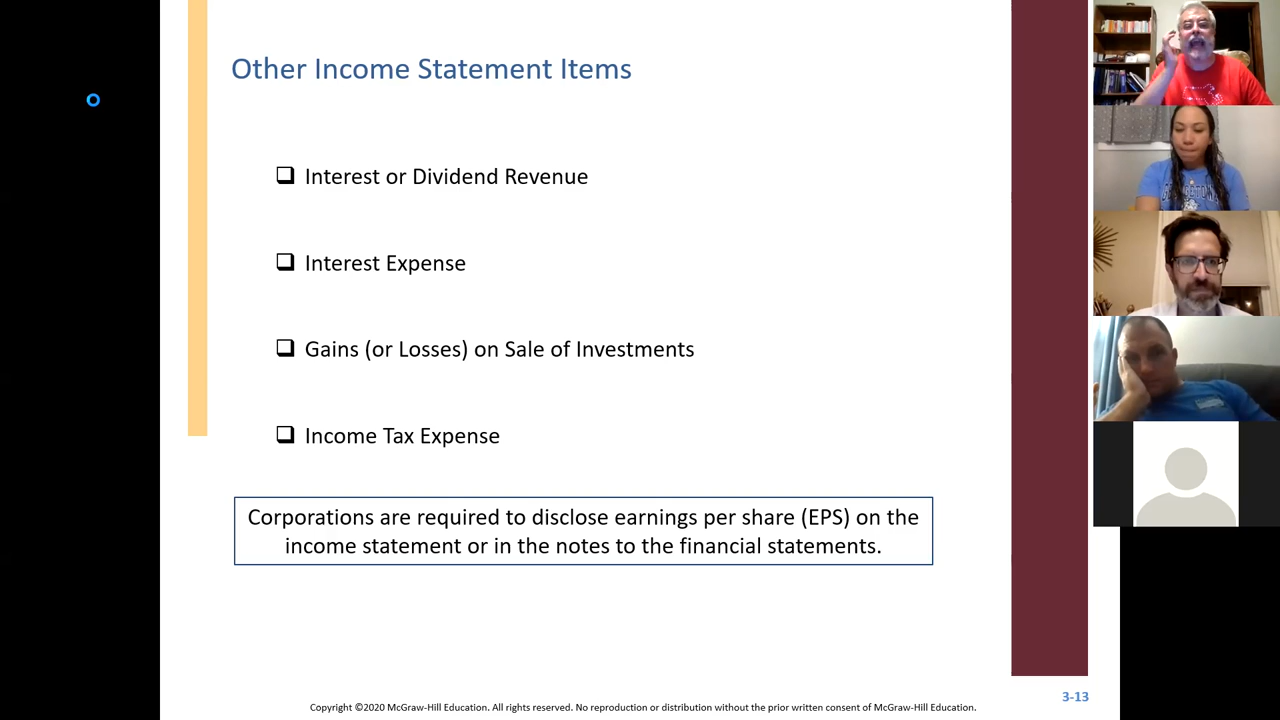 Other Income Statement Items
Interest or Dividend Revenue
Interest Expense
Gains (or Losses) on Sale of Investments
Income Tax Expense
Corporations are required to disclose earnings per share (EPS) on the
income statement or in the notes to the financial statements.
3-13
Copyright ©2020 McGraw-Hill Education. All rights reserved. No reproduction or distribution without the prior written consent of McGraw-Hill Education.